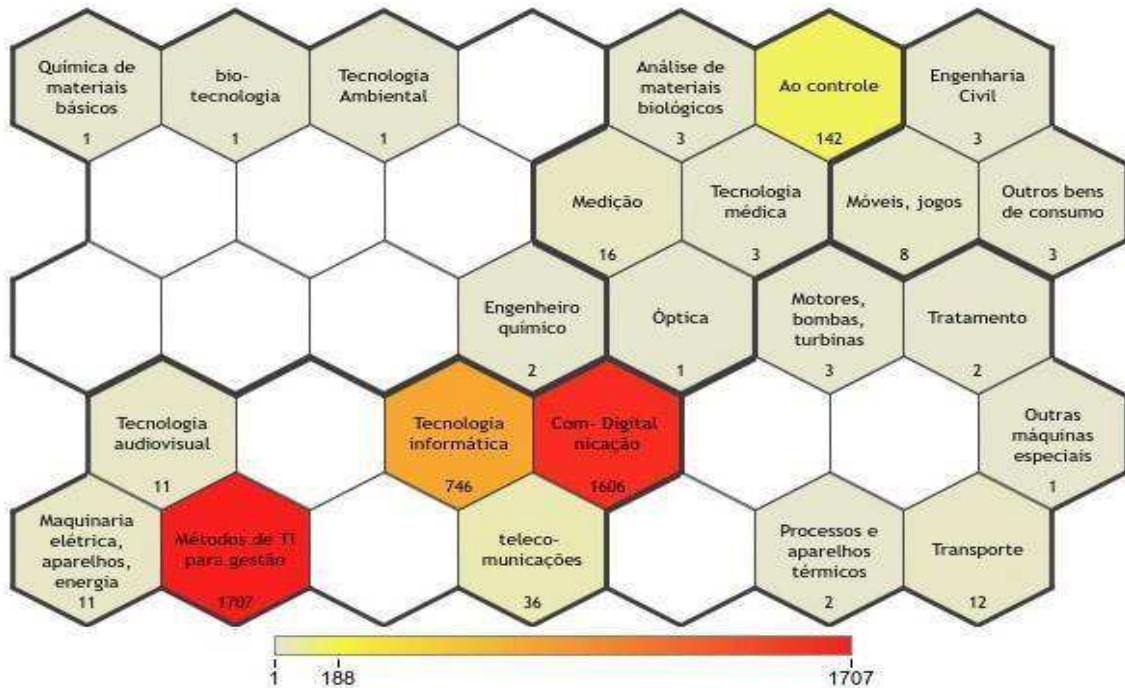 Química de
materiais
básicos
1
bio-
tecnologia
1
Tecnologia
Ambiental
1
Análise de
materiais
biológicos
3
Ao controle
142
Engenharia
Civil
3
Medição
16
Tecnologia
médica
3
Móveis, jogos
8
Outros bens
de consumo
3
Engenheiro
químico
2
Óptica
1
Motores,
bombas,
turbinas
3
Tratamento
2
Tecnologia
audiovisual
11
Tecnologia
informática
746
Com- Digital
nicação
1606
Outras
máquinas
especiais
1
Maquinaria
elétrica,
aparelhos,
energia
11
Métodos de TI
para gestão
1707
teleco-
municações
36
Processos e
aparelhos
térmicos
2
Transporte
12
1 188 1707